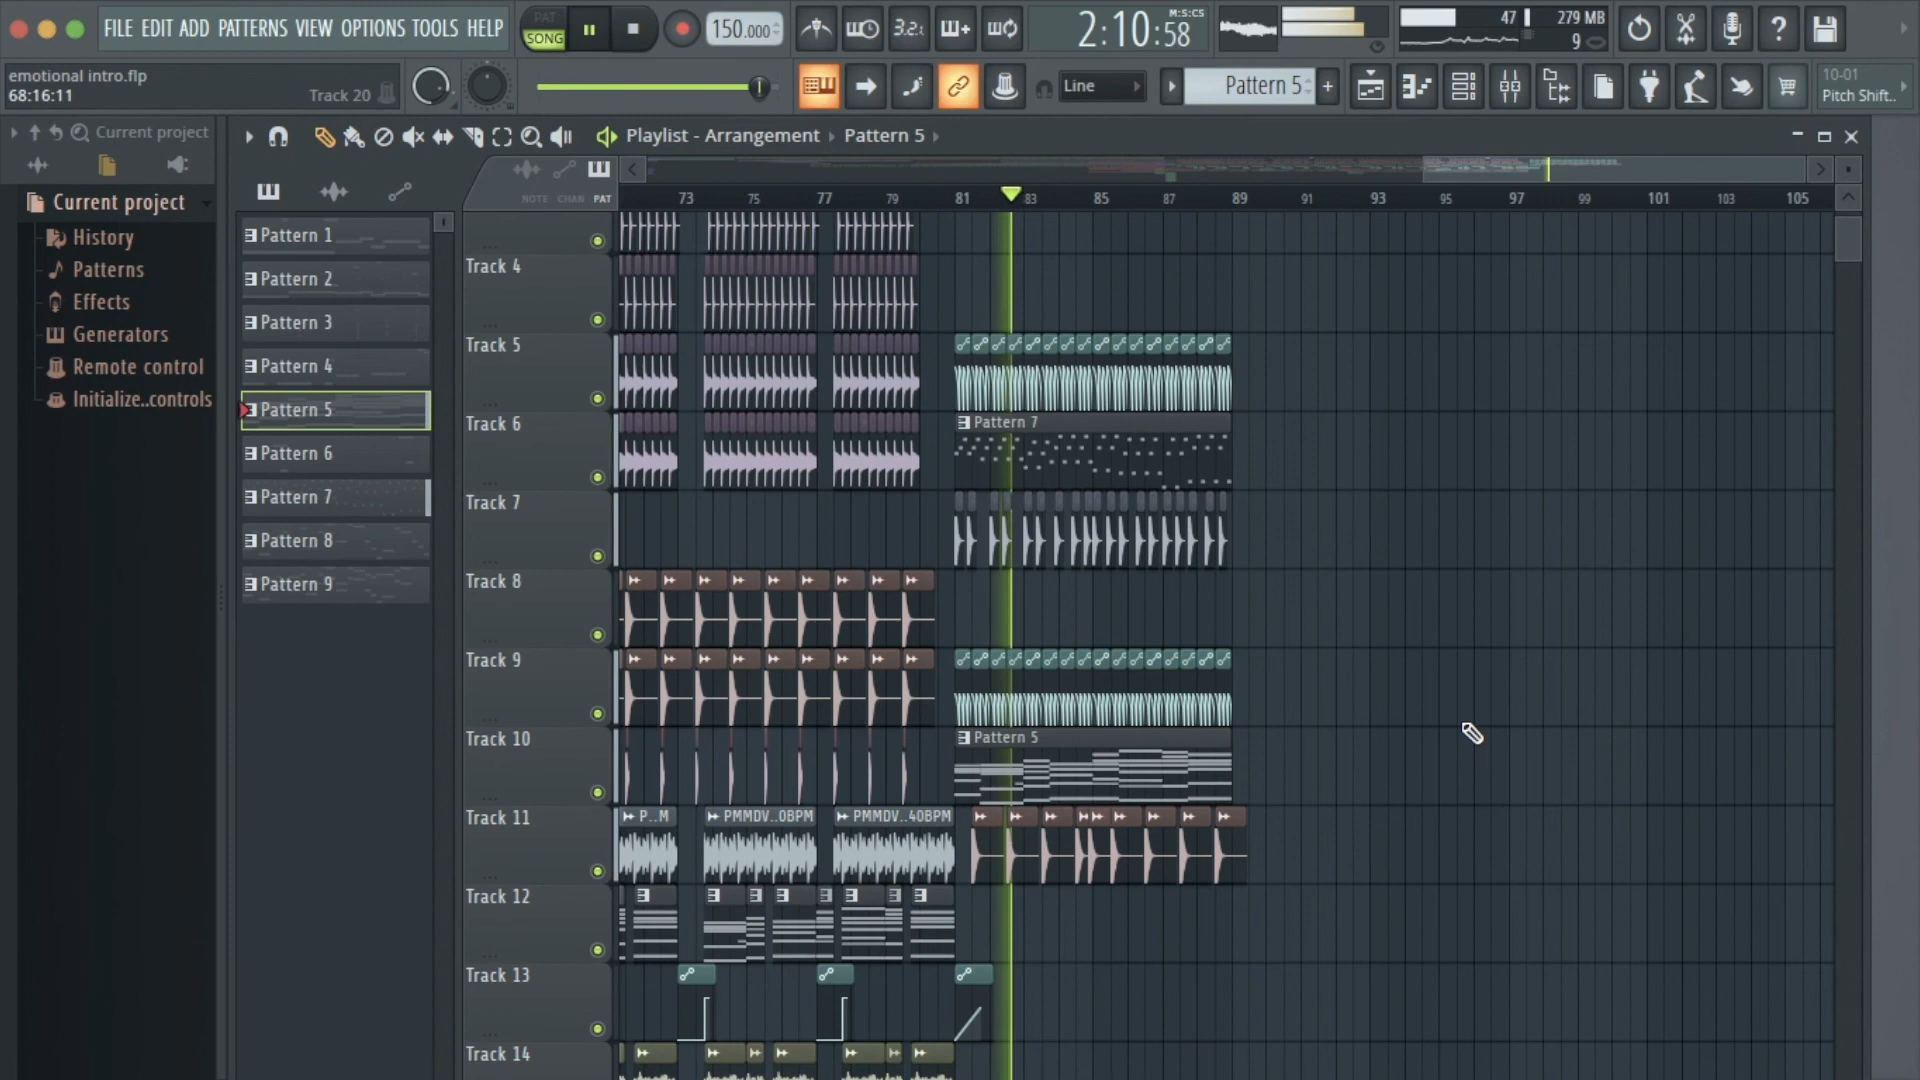 FILE EDIT ADD PATTERNS VIEW OPTIONS TOOLS HELP
PAT
SONG
150.000
3.2.
2:10:58
M:S:CS
47
279 MB
9
emotional intro.flp
68:16:11
Track 20
Line
Pattern 5
10-01
Pitch Shift..
Current project
Playlist - Arrangement
Pattern 5
NOTE CHAN PAT
73 75 77 79 81 83 85 87 89 91 93 95 97 99 101 103 105
Current project
History
Patterns
Effects
Generators
Remote control
Initialize..controls
Pattern 1
Pattern 2
Pattern 3
Pattern 4
Pattern 5
Pattern 6
Pattern 7
Pattern 8
Pattern 9
Track 4
Track 5
Track 6
Pattern 7
Track 7
Track 8
Track 9
Track 10
Pattern 5
Track 11
P..M
PMMDV..0BPM
PMMDV..40BPM
Track 12
Track 13
Track 14